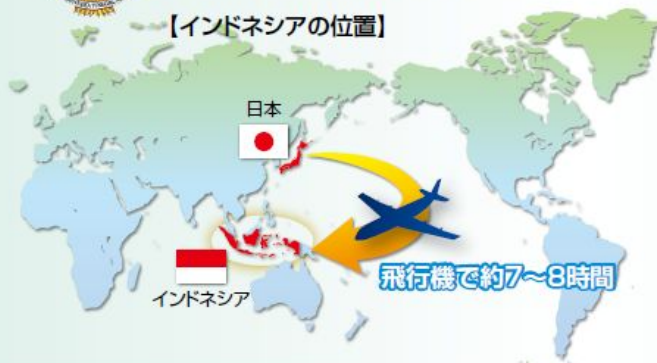 【インドネシアの位置】
日本
インドネシア
飛行機で約7〜8時間